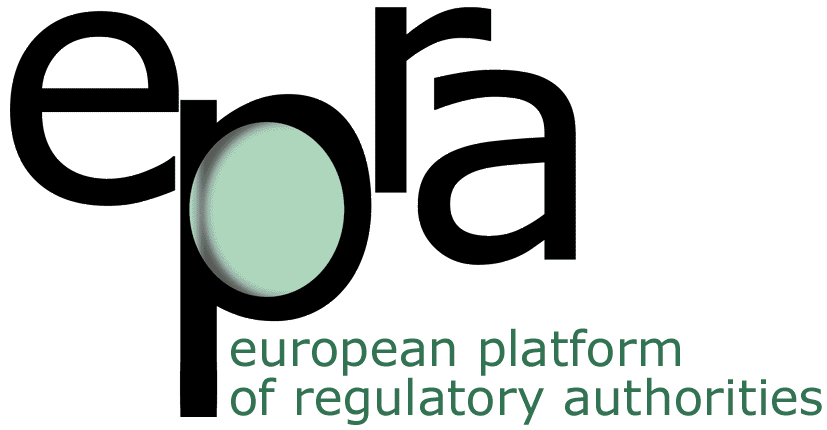 epra
european platform
of regulatory authorities